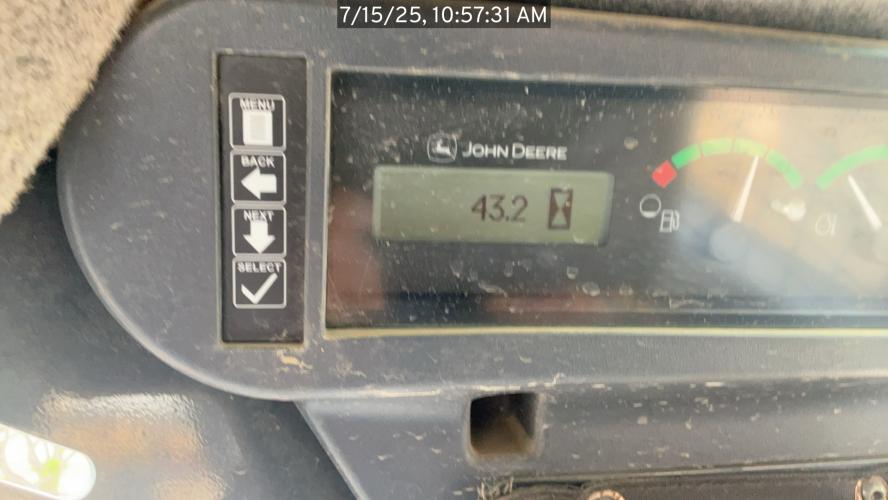 7/15/25, 10:57:31 AM
MENU
BACK
NEXT
SELECT
JOHN DEERE
43.2